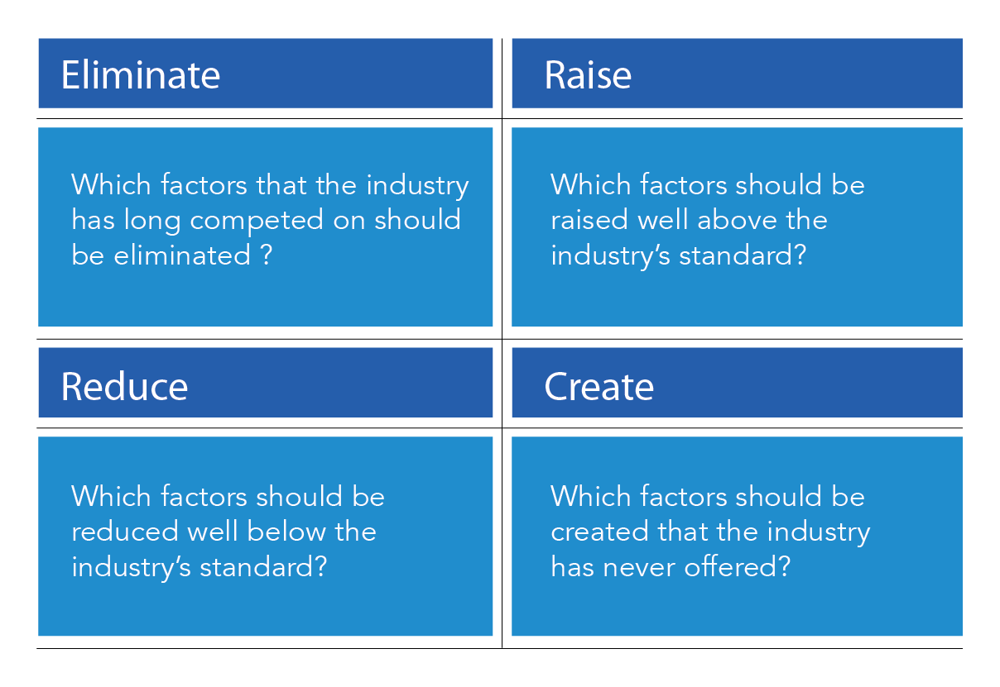 Eliminate
Which factors that the industry
has long competed on should
be eliminated ?
Raise
Which factors should be
raised well above the
industry’s standard?
Reduce
Which factors should be
reduced well below the
industry’s standard?
Create
Which factors should be
created that the industry
has never offered?